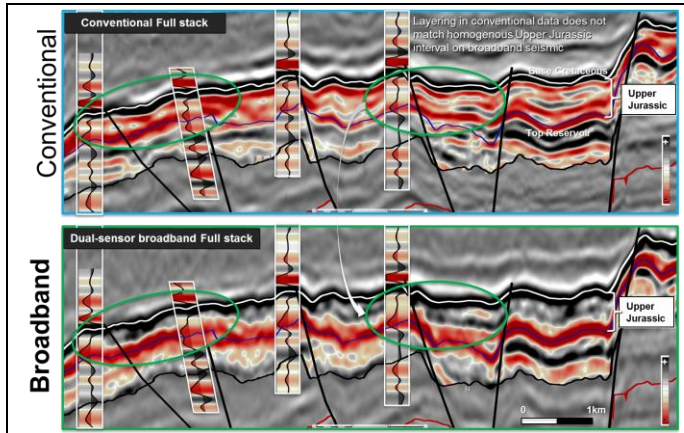 Conventional
Conventional Full stack
Layering in conventional data does not
match homogenous Upper Jurassic
interval on broadband seismic
Base Cretaceous
Upper
Jurassic
Top Reservoir
+
-
Broadband
Dual-sensor broadband Full stack
Upper
Jurassic
+
-
0 1km